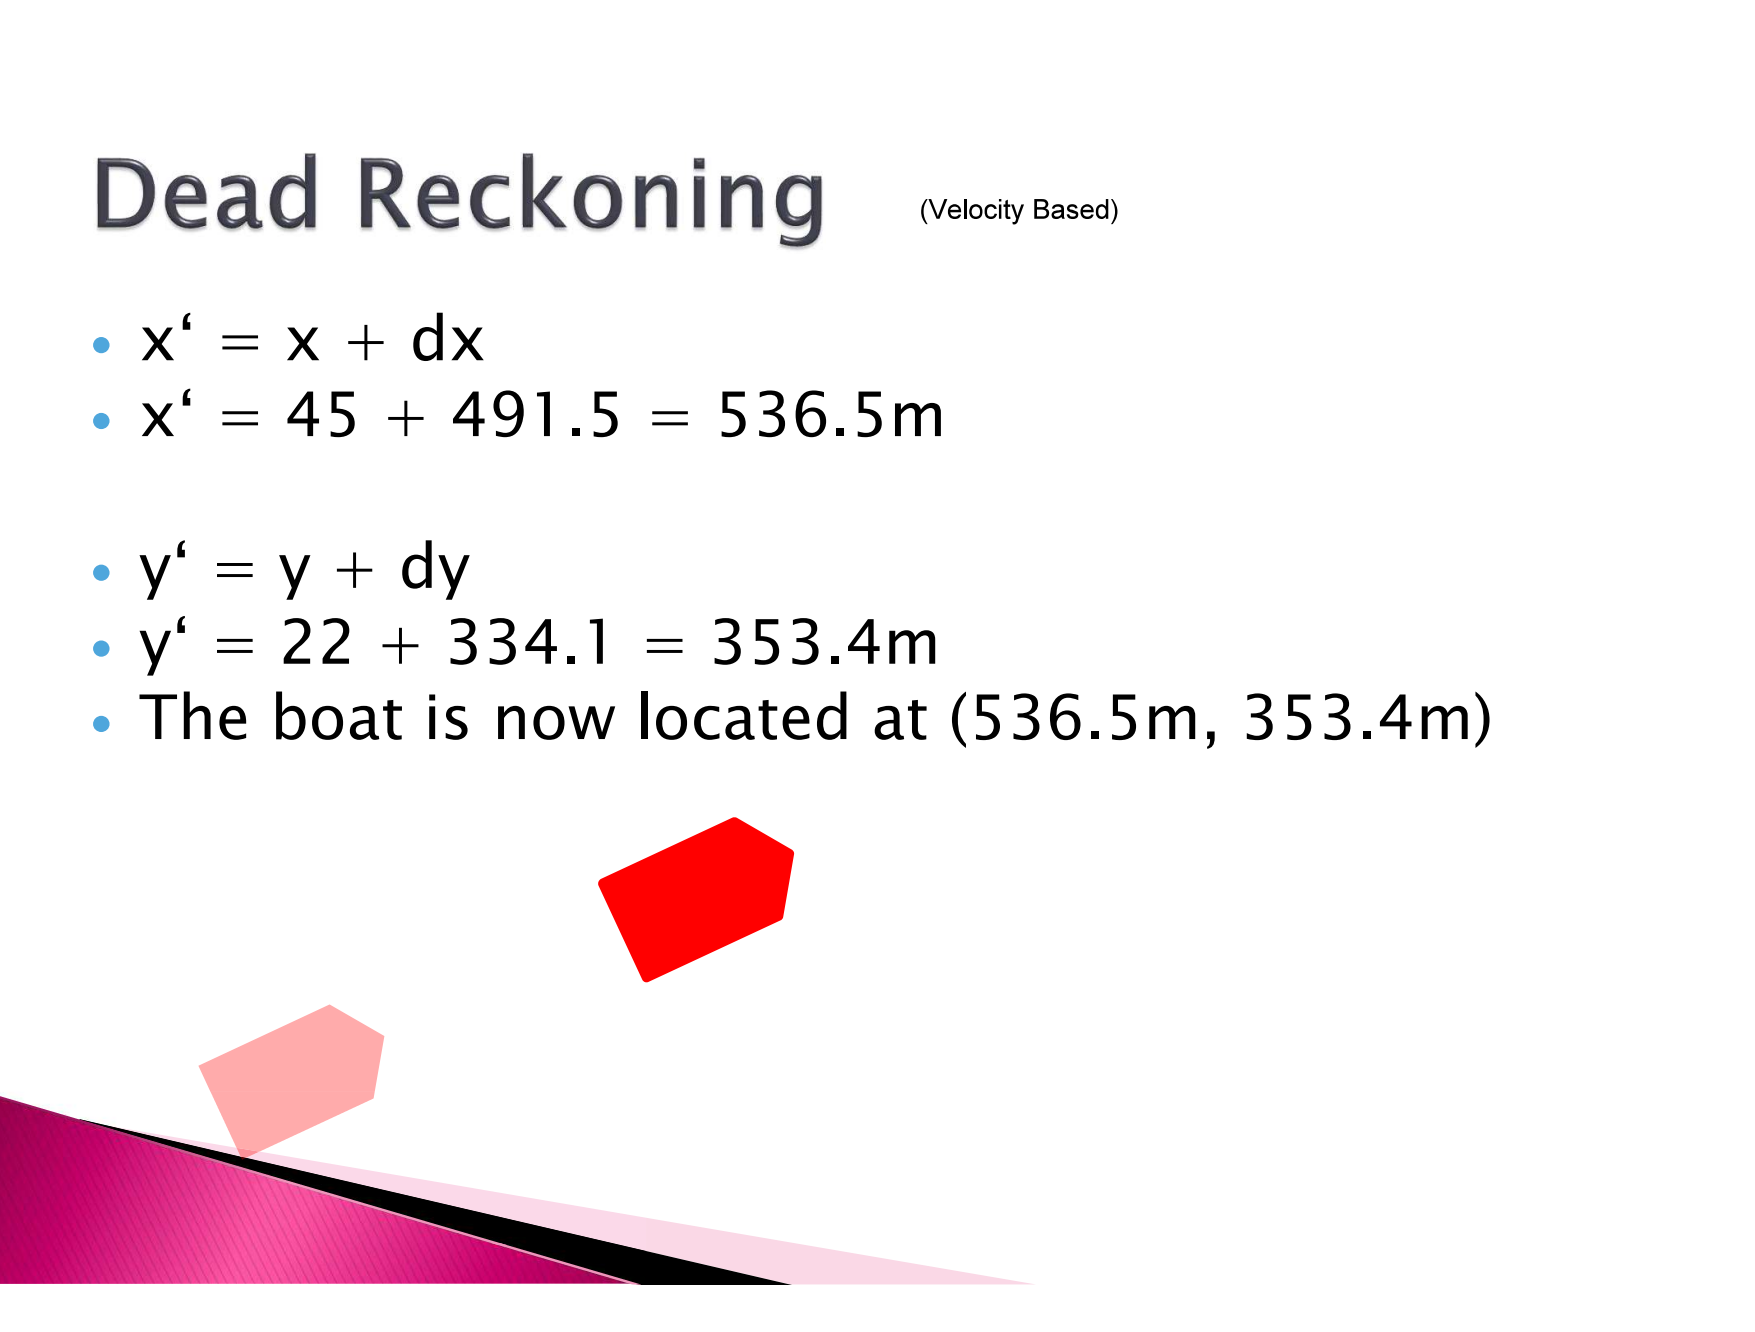 Dead Reckoning (Velocity Based)
• x‘ = x + dx
• x‘ = 45 + 491.5 = 536.5m
• y‘ = y + dy
• y‘ = 22 + 334.1 = 353.4m
• The boat is now located at (536.5m, 353.4m)